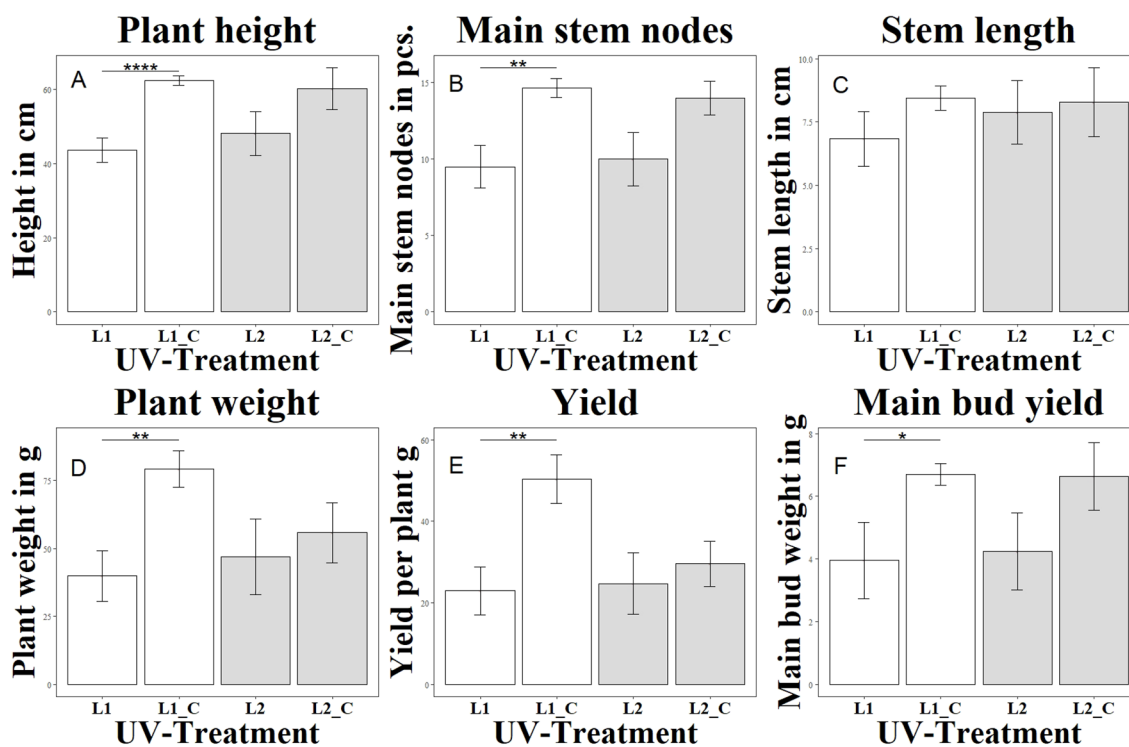 Plant height
A
****
Height in cm
60
40
20
0
L1 L1_C L2 L2_C
UV-Treatment
Main stem nodes
B
**
Main stem nodes in pcs.
15
10
5
0
L1 L1_C L2 L2_C
UV-Treatment
Stem length
C
Stem length in cm
10.0
7.5
5.0
2.5
0.0
L1 L1_C L2 L2_C
UV-Treatment
Plant weight
D
**
Plant weight in g
75
50
25
0
L1 L1_C L2 L2_C
UV-Treatment
Yield
E
**
Yield per plant g
60
40
20
0
L1 L1_C L2 L2_C
UV-Treatment
Main bud yield
F
*
Main bud weight in g
8
6
4
2
0
L1 L1_C L2 L2_C
UV-Treatment